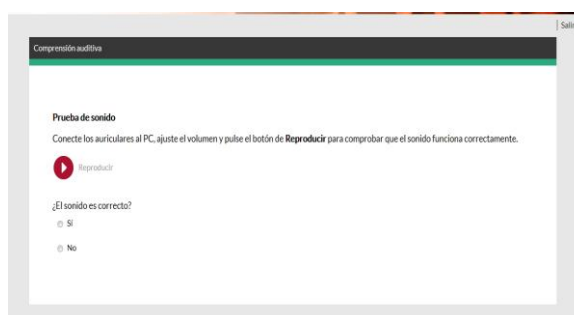 Salir
Comprensión auditiva
Prueba de sonido
Conecte los auriculares al PC, ajuste el volumen y pulse el botón de Reproducir para comprobar que el sonido funciona correctamente.
Reproducir
¿El sonido es correcto?
Sí
No